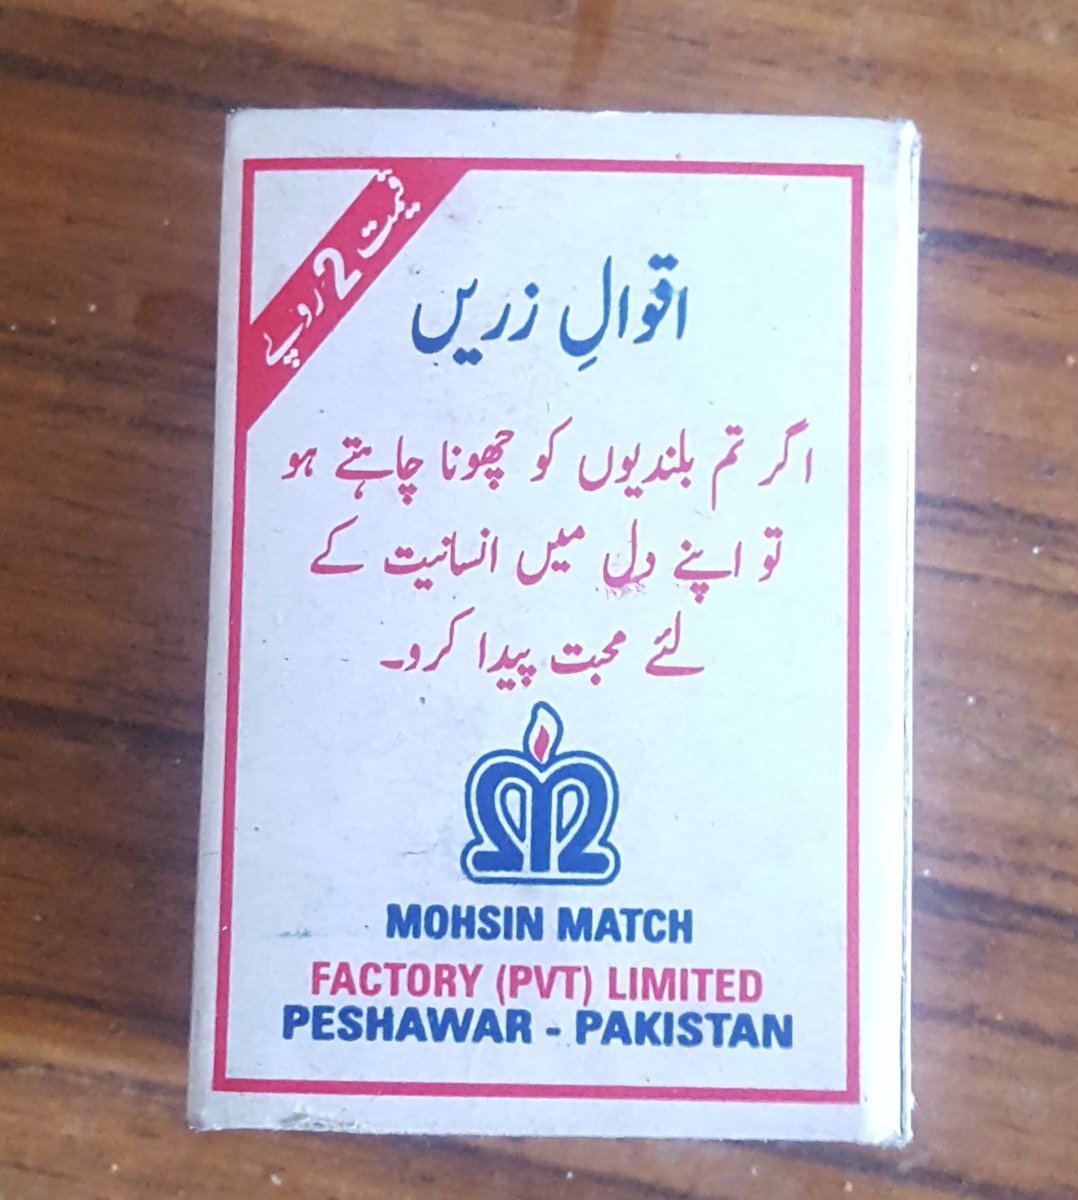 قیمت 2 روپے
اقوالِ زریں
اگر تم بلندیوں کو چھونا چاہتے ہو
تو اپنے دل میں انسانیت کے
لئے محبت پیدا کرو۔
MOHSIN MATCH
FACTORY (PVT) LIMITED
PESHAWAR - PAKISTAN